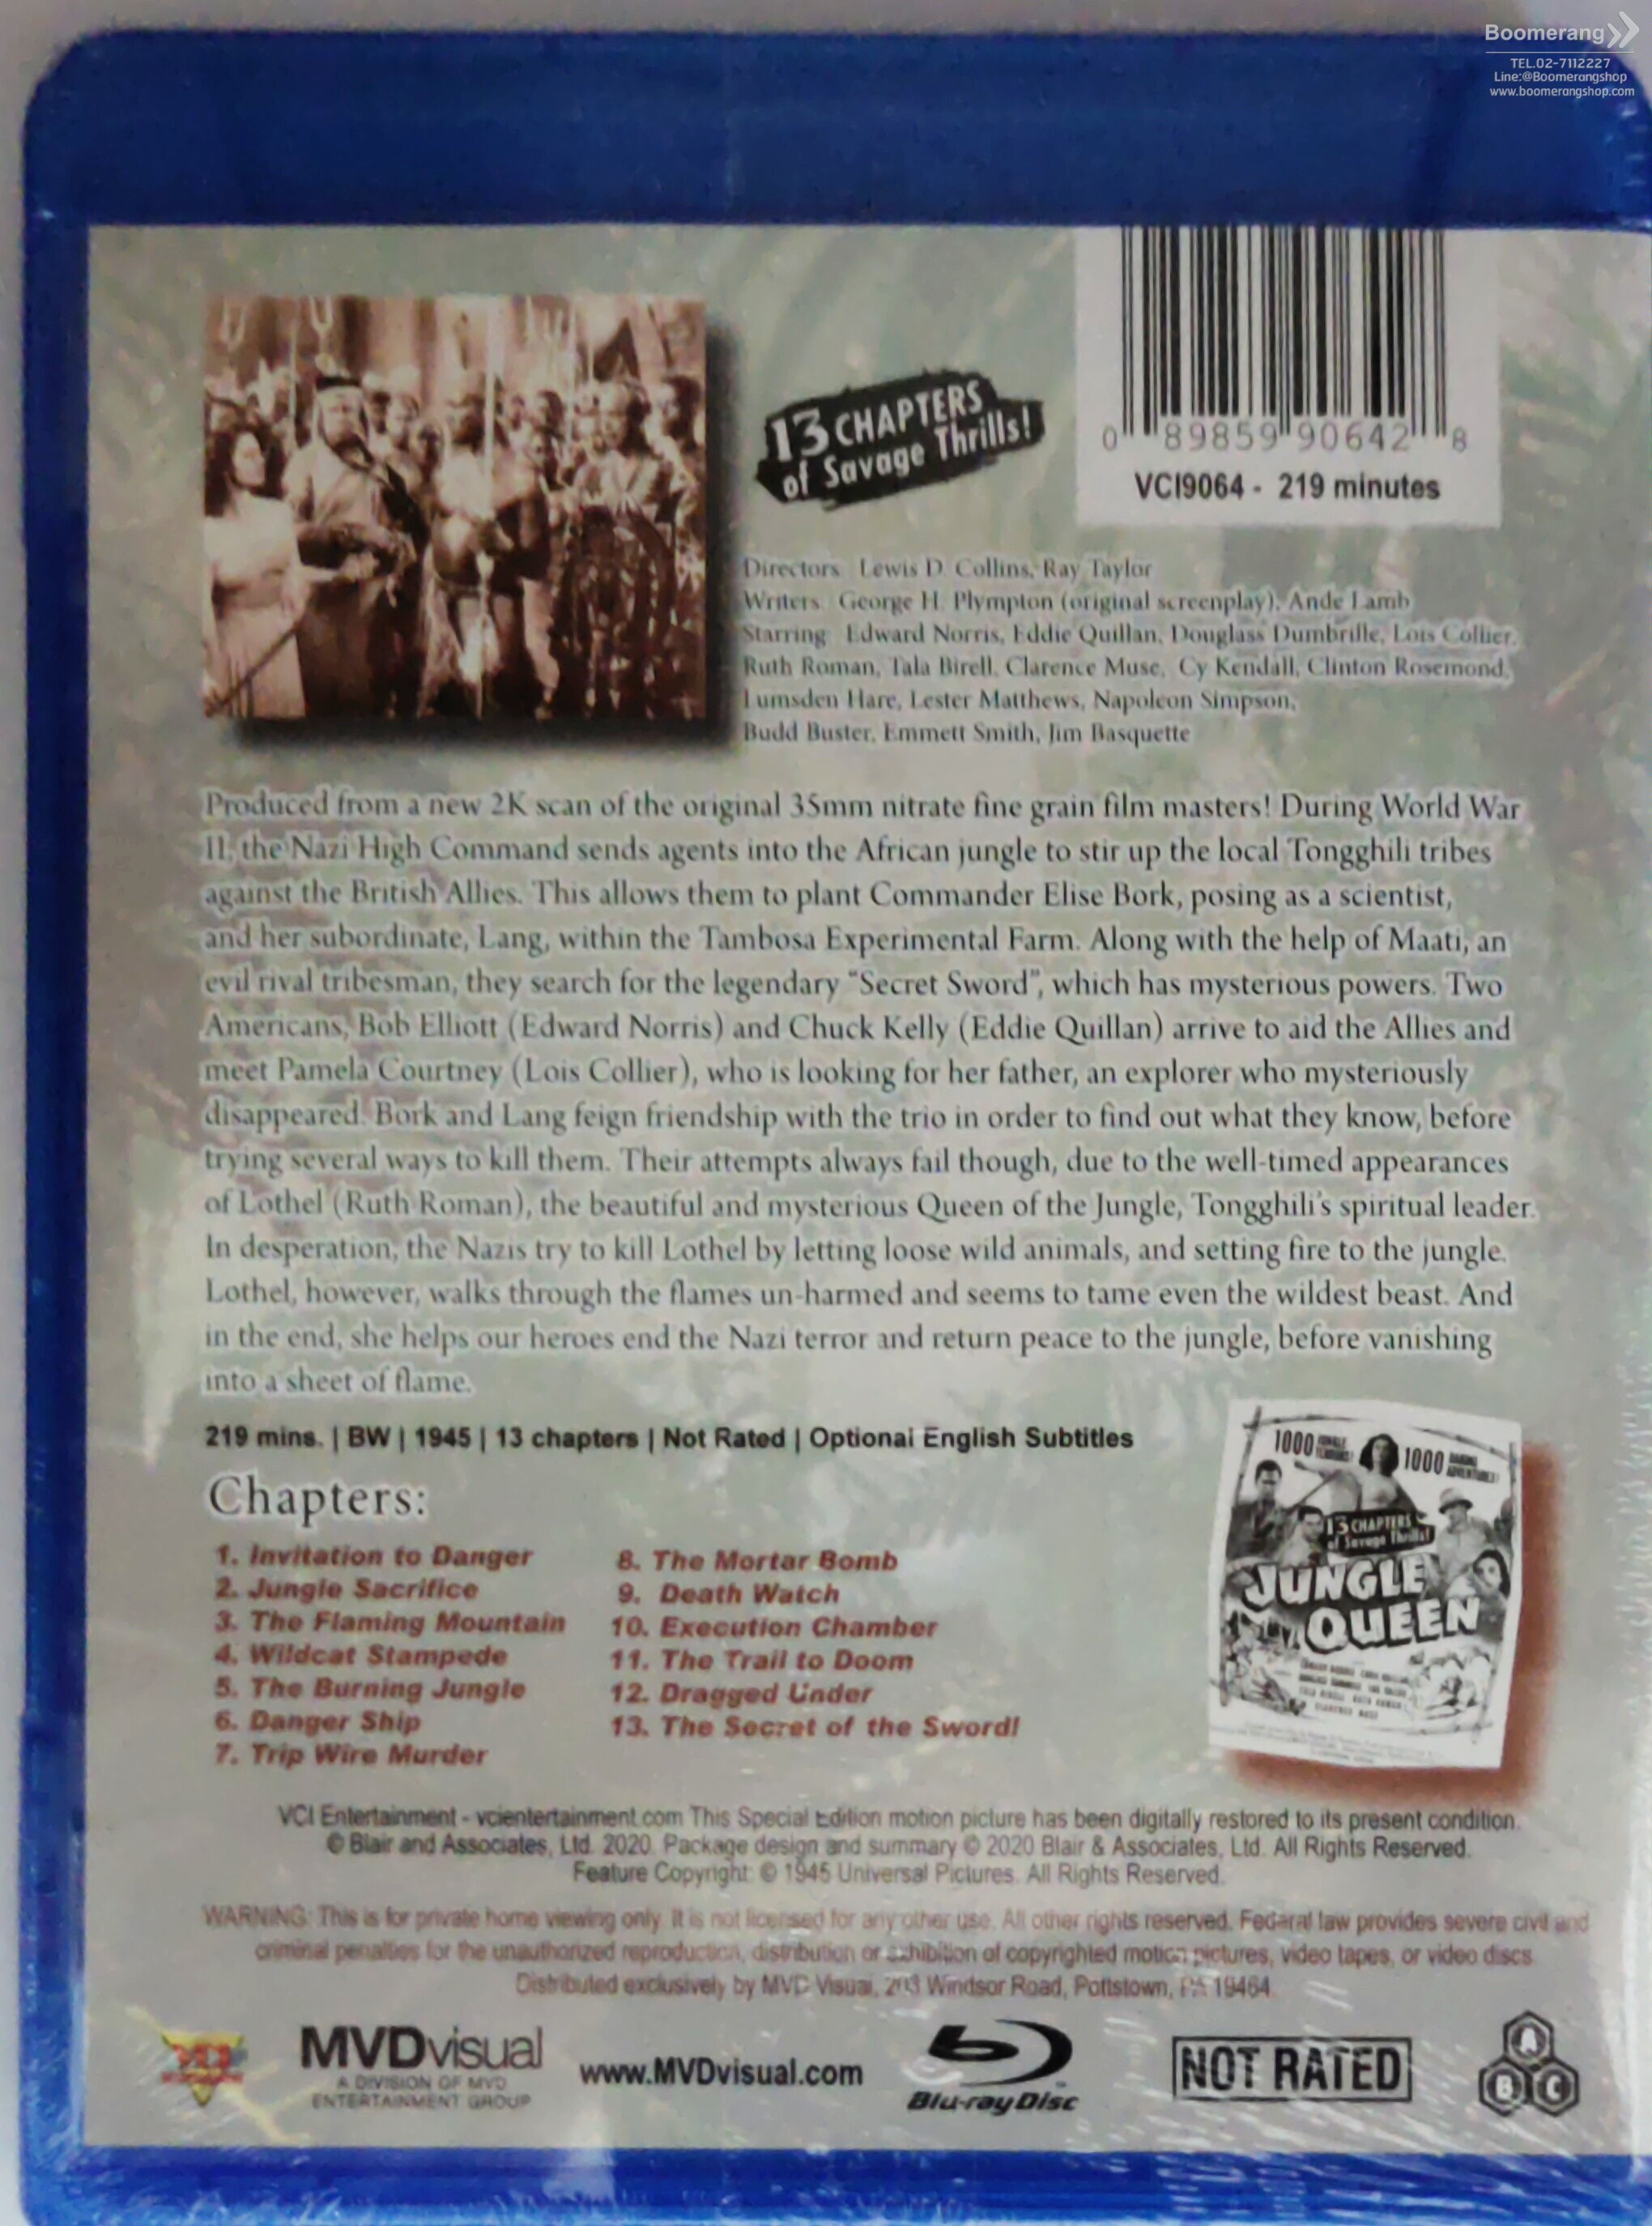 Boomerang
TEL.02-7112227
Line:@Boomerangshop
www.boomerangshop.com
13 CHAPTERS
of Savage Thrills!
0 89859 90642 8
VCI9064 - 219 minutes
Directors Lewis D. Collins, Ray Taylor
Writers George H. Plympton (original screenplay), Ande Lamb
Starring Edward Norris, Eddie Quillan, Douglass Dumbrille, Lois Collier,
Ruth Roman, Tala Birell, Clarence Muse, Cy Kendall, Clinton Rosemond,
Lumsden Hare, Lester Matthews, Napoleon Simpson,
Budd Buster, Emmett Smith, Jim Basquette
Produced from a new 2K scan of the original 35mm nitrate fine grain film masters! During World War
II, the Nazi High Command sends agents into the African jungle to stir up the local Tongghili tribes
against the British Allies. This allows them to plant Commander Elise Bork, posing as a scientist,
and her subordinate, Lang, within the Tambosa Experimental Farm. Along with the help of Maati, an
evil rival tribesman, they search for the legendary "Secret Sword", which has mysterious powers. Two
Americans, Bob Elliott (Edward Norris) and Chuck Kelly (Eddie Quillan) arrive to aid the Allies and
meet Pamela Courtney (Lois Collier), who is looking for her father, an explorer who mysteriously
disappeared. Bork and Lang feign friendship with the trio in order to find out what they know, before
trying several ways to kill them. Their attempts always fail though, due to the well-timed appearances
of Lothel (Ruth Roman), the beautiful and mysterious Queen of the Jungle, Tongghili's spiritual leader.
In desperation, the Nazis try to kill Lothel by letting loose wild animals, and setting fire to the jungle.
Lothel, however, walks through the flames un-harmed and seems to tame even the wildest beast. And
in the end, she helps our heroes end the Nazi terror and return peace to the jungle, before vanishing
into a sheet of flame.
219 mins. | BW | 1945 | 13 chapters | Not Rated | Optional English Subtitles
Chapters:
1. Invitation to Danger
2. Jungle Sacrifice
3. The Flaming Mountain
4. Wildcat Stampede
5. The Burning Jungle
6. Danger Ship
7. Trip Wire Murder
8. The Mortar Bomb
9. Death Watch
10. Execution Chamber
11. The Trail to Doom
12. Dragged Under
13. The Secret of the Sword!
1000 1000
13 CHAPTERS
of Savage Thrills!
JUNGLE
QUEEN
VCI Entertainment - vcientertainment.com This Special Edition motion picture has been digitally restored to its present condition.
© Blair and Associates, Ltd. 2020. Package design and summary © 2020 Blair & Associates, Ltd. All Rights Reserved.
Feature Copyright: © 1945 Universal Pictures. All Rights Reserved.
WARNING: This is for private home viewing only. It is not licensed for any other use. All other rights reserved. Federal law provides severe civil and
criminal penalties for the unauthorized reproduction, distribution or exhibition of copyrighted motion pictures, video tapes, or video discs.
Distributed exclusively by MVD Visual, 203 Windsor Road, Pottstown, PA 19464
MVDvisual
A DIVISION OF MVD
ENTERTAINMENT GROUP
www.MVDvisual.com
Blu-ray Disc
NOT RATED
A
B C